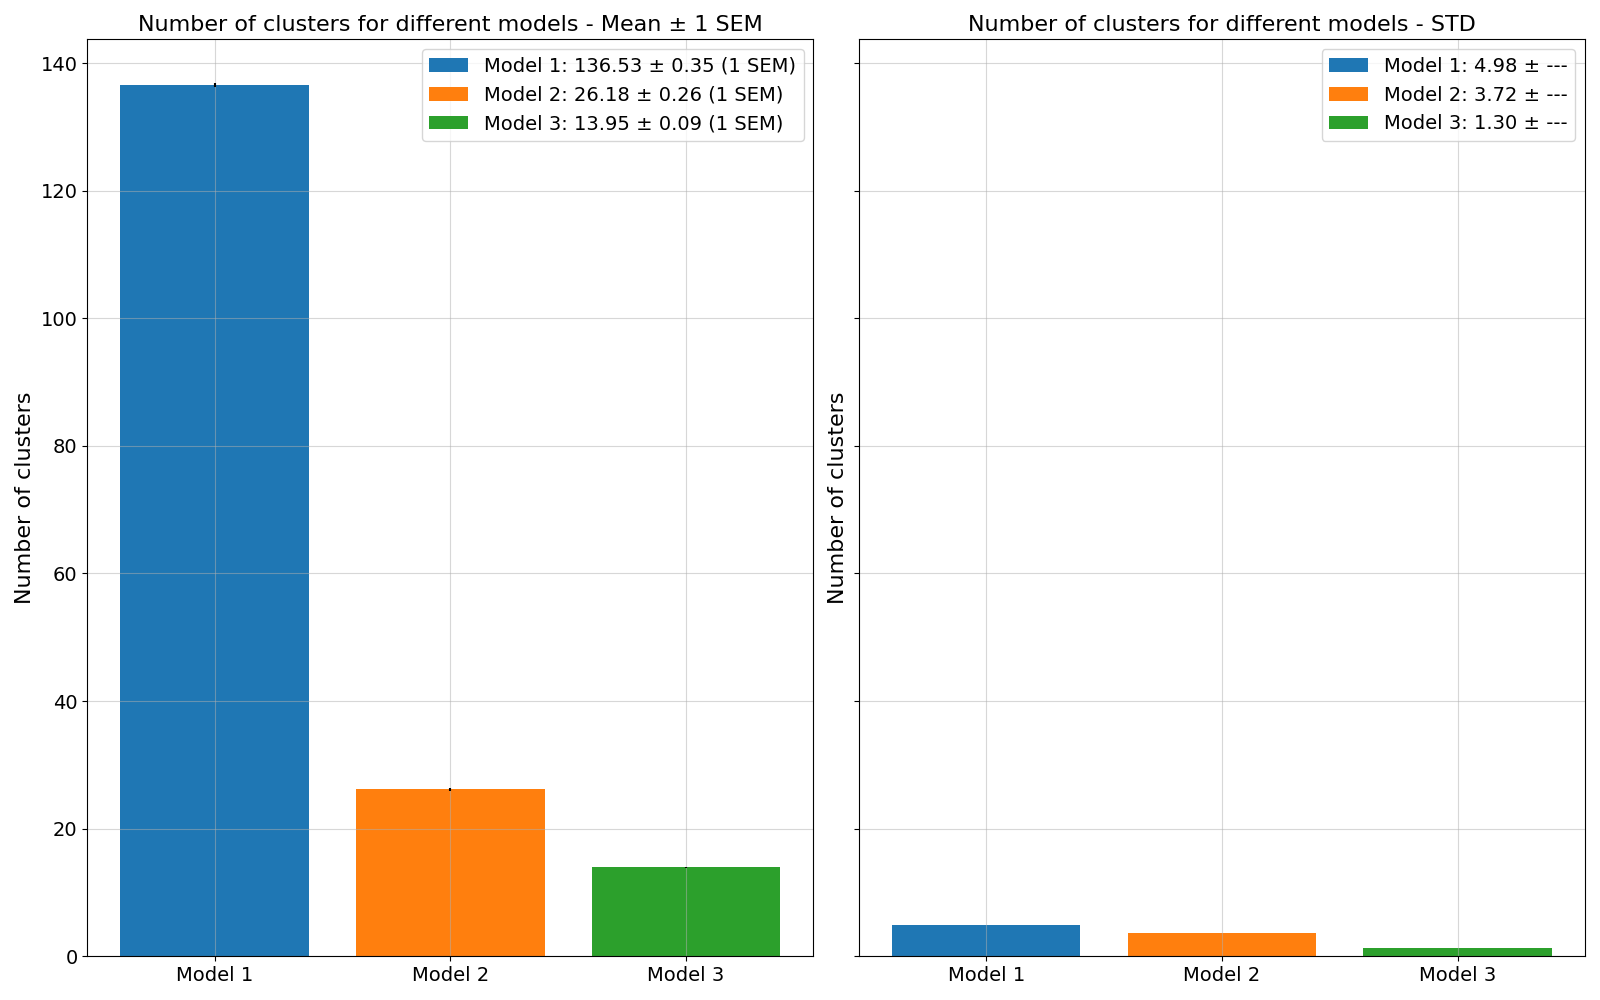 Number of clusters for different models - Mean ± 1 SEM
Model 1: 136.53 ± 0.35 (1 SEM)
Model 2: 26.18 ± 0.26 (1 SEM)
Model 3: 13.95 ± 0.09 (1 SEM)
Number of clusters
140
120
100
80
60
40
20
0
Model 1
Model 2
Model 3
Number of clusters for different models - STD
Model 1: 4.98 ± ---
Model 2: 3.72 ± ---
Model 3: 1.30 ± ---
Number of clusters
Model 1
Model 2
Model 3